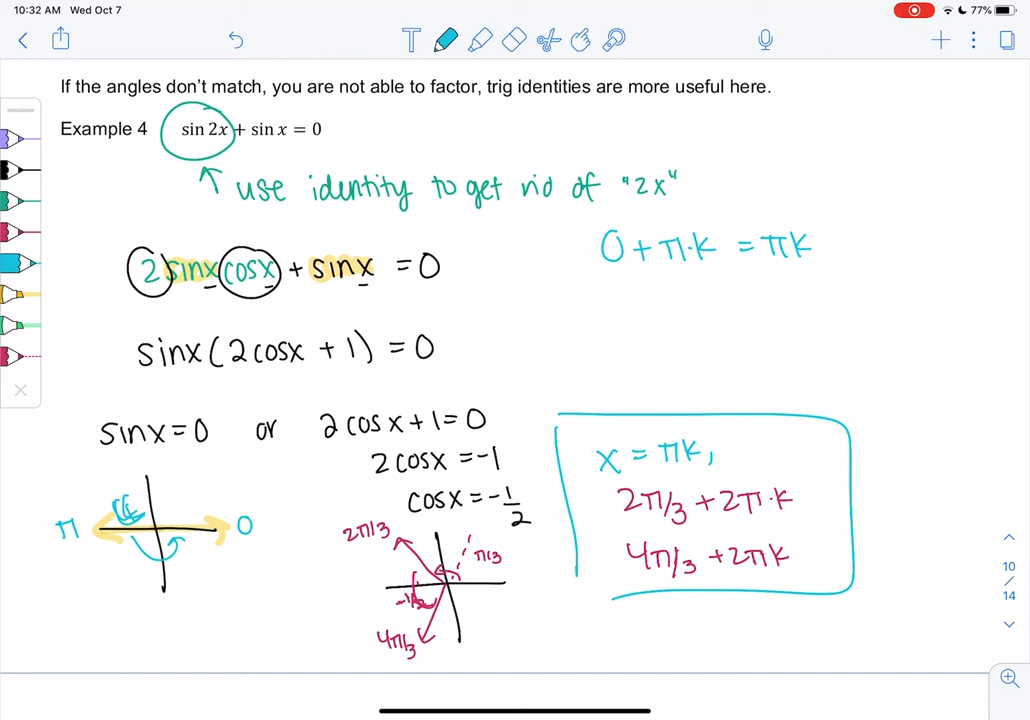 10:32 AM Wed Oct 7
77%
T
If the angles don't match, you are not able to factor, trig identities are more useful here.
Example 4 sin 2x + sin x = 0
use identity to get rid of "2x"
0 + π·k = πk
2 sinx cosx + sinx = 0
sinx(2cosx + 1) = 0
sinx = 0 or 2cosx + 1 = 0
2cosx = -1
cosx = -1/2
π 0
2π/3
π/3
-1/2
4π/3
x = πk,
2π/3 + 2π·k
4π/3 + 2πk
10
/
14